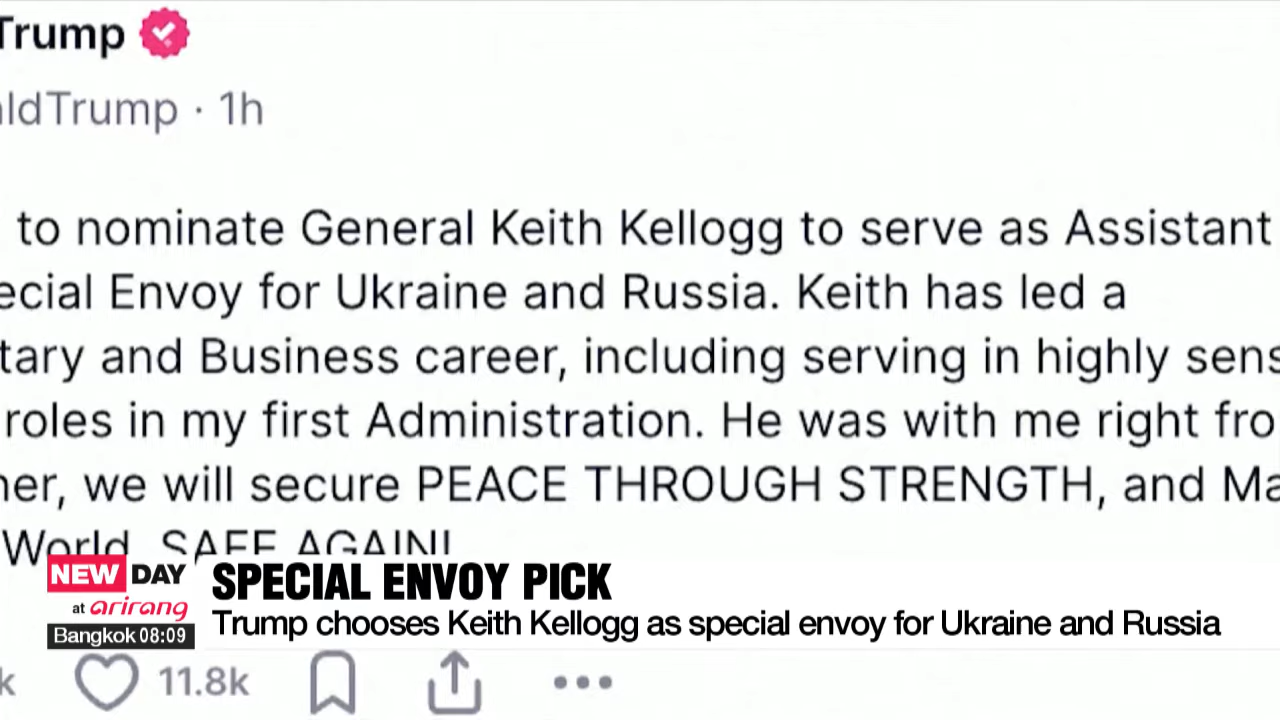 Trump
ldTrump · 1h
to nominate General Keith Kellogg to serve as Assistant
ecial Envoy for Ukraine and Russia. Keith has led a
tary and Business career, including serving in highly sens
roles in my first Administration. He was with me right fro
her, we will secure PEACE THROUGH STRENGTH, and Ma
World, SAFE AGAIN!
NEW DAY
at arirang
Bangkok 08:09
SPECIAL ENVOY PICK
Trump chooses Keith Kellogg as special envoy for Ukraine and Russia
k 11.8k